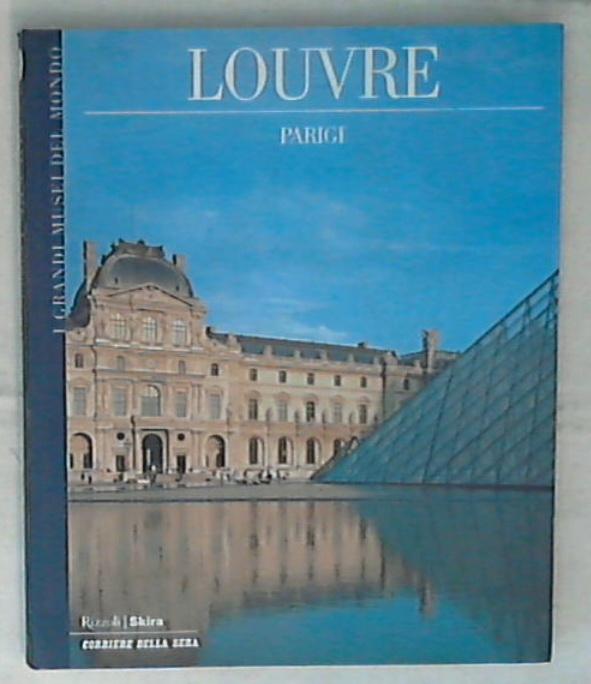 LOUVRE
PARIGI
I GRANDI MUSEI DEL MONDO
Rizzoli | Skira
CORRIERE DELLA SERA